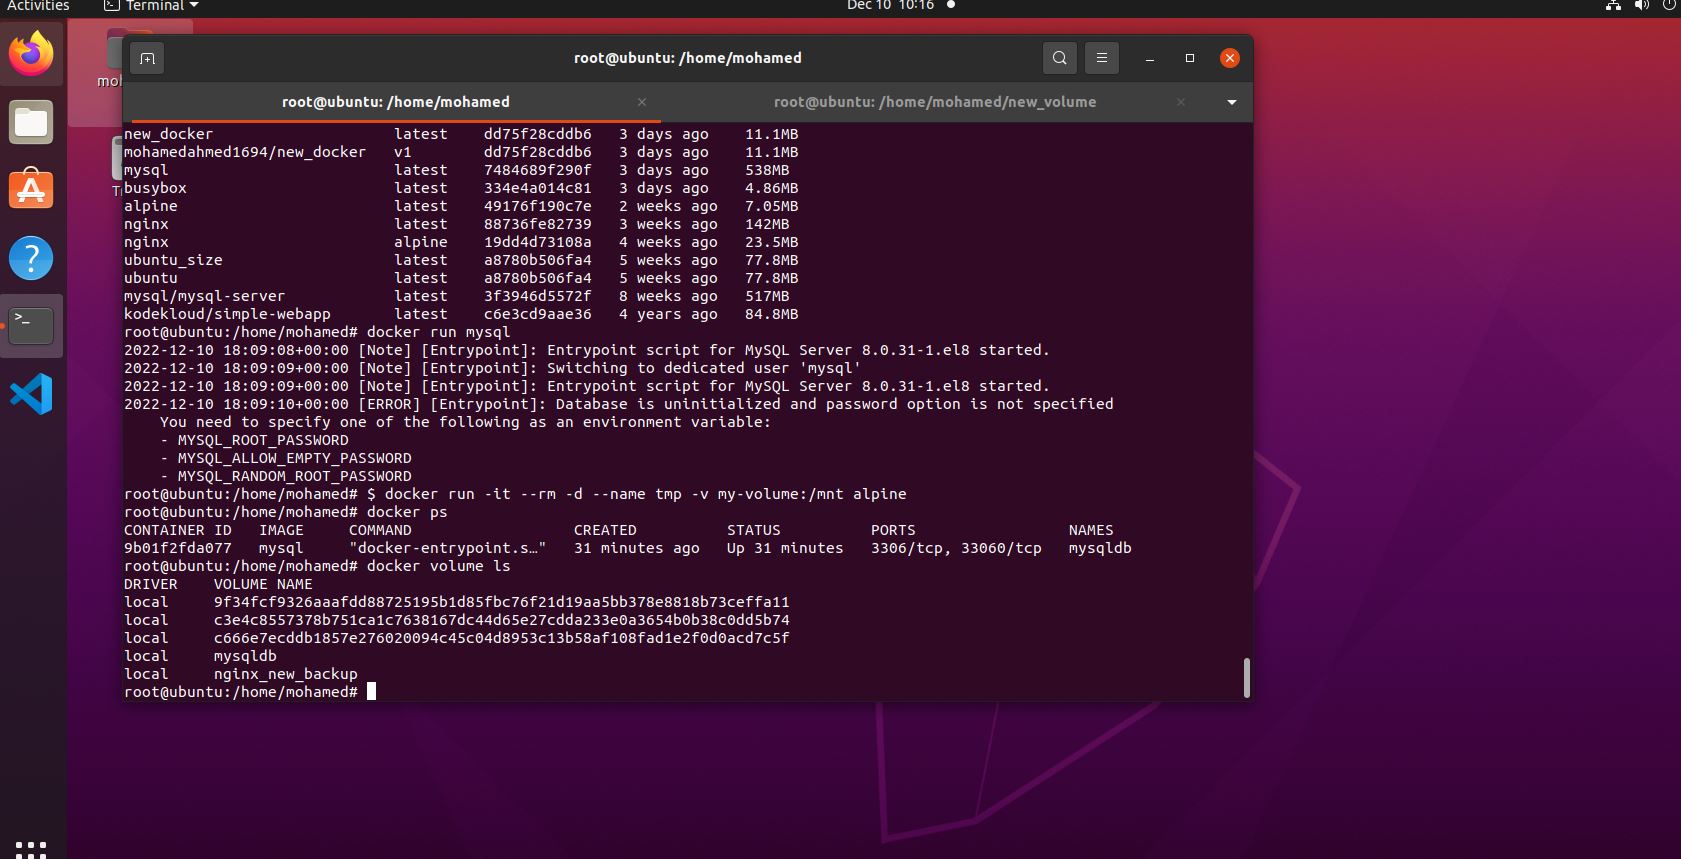 Activities Terminal Dec 10 10:16
root@ubuntu: /home/mohamed
root@ubuntu: /home/mohamed root@ubuntu: /home/mohamed/new_volume
new_docker latest dd75f28cddb6 3 days ago 11.1MB
mohamedahmed1694/new_docker v1 dd75f28cddb6 3 days ago 11.1MB
mysql latest 7484689f290f 3 days ago 538MB
busybox latest 334e4a014c81 3 days ago 4.86MB
alpine latest 49176f190c7e 2 weeks ago 7.05MB
nginx latest 88736fe82739 3 weeks ago 142MB
nginx alpine 19dd4d73108a 4 weeks ago 23.5MB
ubuntu_size latest a8780b506fa4 5 weeks ago 77.8MB
ubuntu latest a8780b506fa4 5 weeks ago 77.8MB
mysql/mysql-server latest 3f3946d5572f 8 weeks ago 517MB
kodekloud/simple-webapp latest c6e3cd9aae36 4 years ago 84.8MB
root@ubuntu:/home/mohamed# docker run mysql
2022-12-10 18:09:08+00:00 [Note] [Entrypoint]: Entrypoint script for MySQL Server 8.0.31-1.el8 started.
2022-12-10 18:09:09+00:00 [Note] [Entrypoint]: Switching to dedicated user 'mysql'
2022-12-10 18:09:09+00:00 [Note] [Entrypoint]: Entrypoint script for MySQL Server 8.0.31-1.el8 started.
2022-12-10 18:09:10+00:00 [ERROR] [Entrypoint]: Database is uninitialized and password option is not specified
You need to specify one of the following as an environment variable:
- MYSQL_ROOT_PASSWORD
- MYSQL_ALLOW_EMPTY_PASSWORD
- MYSQL_RANDOM_ROOT_PASSWORD
root@ubuntu:/home/mohamed# $ docker run -it --rm -d --name tmp -v my-volume:/mnt alpine
root@ubuntu:/home/mohamed# docker ps
CONTAINER ID IMAGE COMMAND CREATED STATUS PORTS NAMES
9b01f2fda077 mysql "docker-entrypoint.s…" 31 minutes ago Up 31 minutes 3306/tcp, 33060/tcp mysqldb
root@ubuntu:/home/mohamed# docker volume ls
DRIVER VOLUME NAME
local 9f34fcf9326aaafdd88725195b1d85fbc76f21d19aa5bb378e8818b73ceffa11
local c3e4c8557378b751ca1c7638167dc44d65e27cdda233e0a3654b0b38c0dd5b74
local c666e7ecddb1857e276020094c45c04d8953c13b58af108fad1e2f0d0acd7c5f
local mysqldb
local nginx_new_backup
root@ubuntu:/home/mohamed#